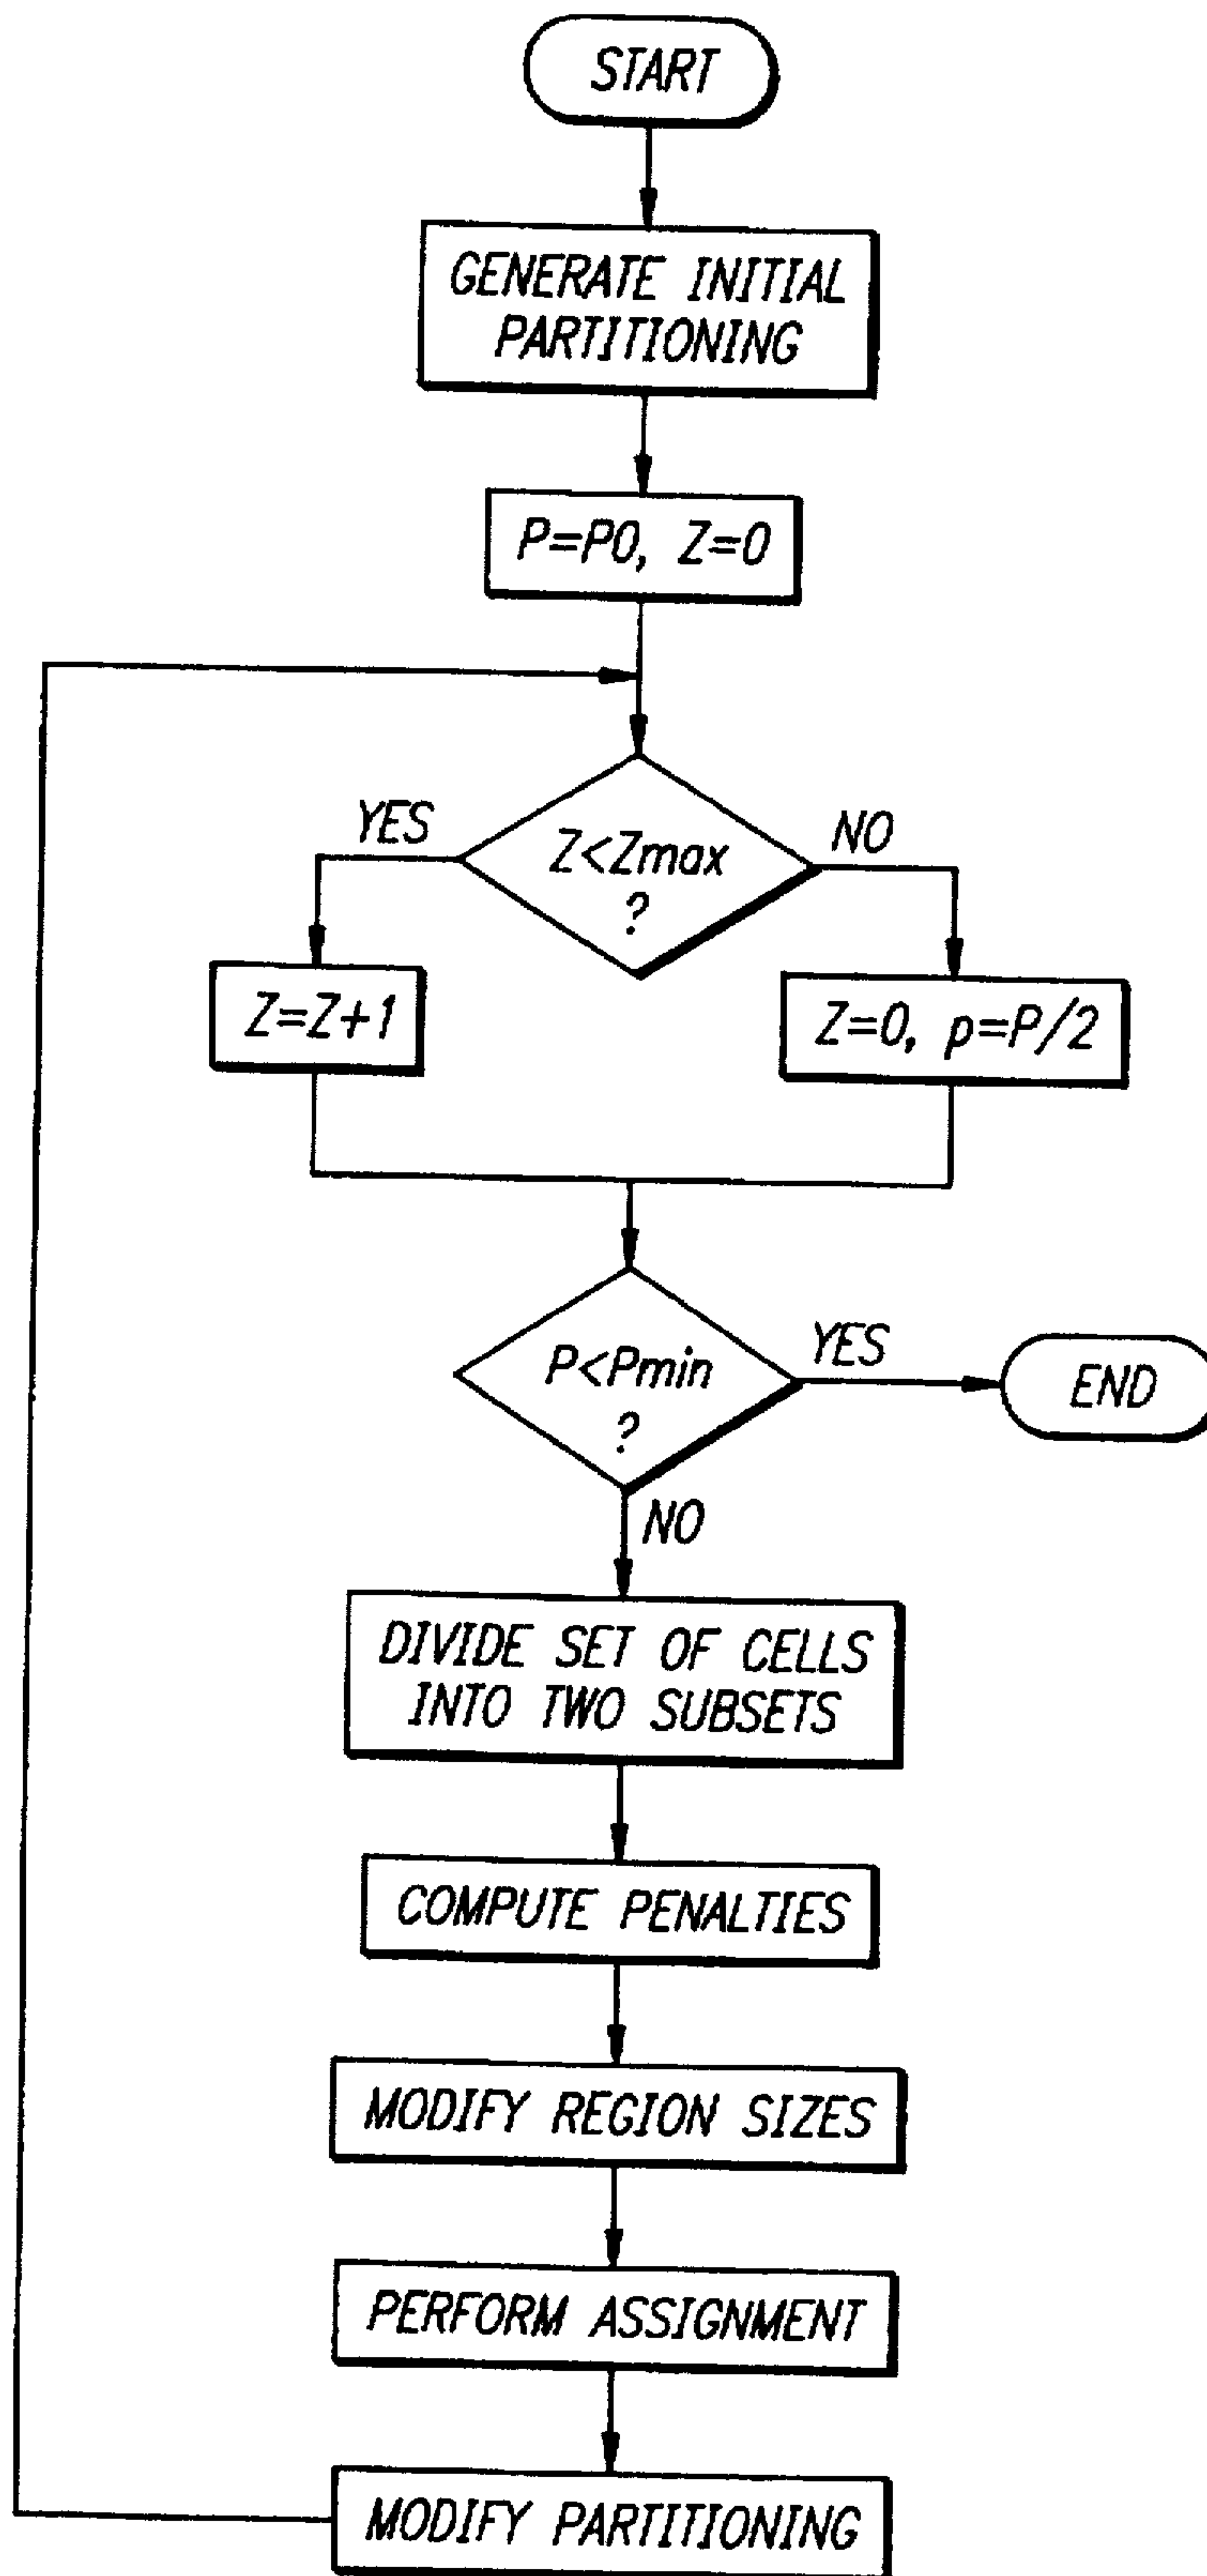 START
GENERATE INITIAL
PARTITIONING
P=P0, Z=0
YES
Z<Zmax
?
NO
Z=Z+1
Z=0, p=P/2
P<Pmin
?
YES
END
NO
DIVIDE SET OF CELLS
INTO TWO SUBSETS
COMPUTE PENALTIES
MODIFY REGION SIZES
PERFORM ASSIGNMENT
MODIFY PARTITIONING